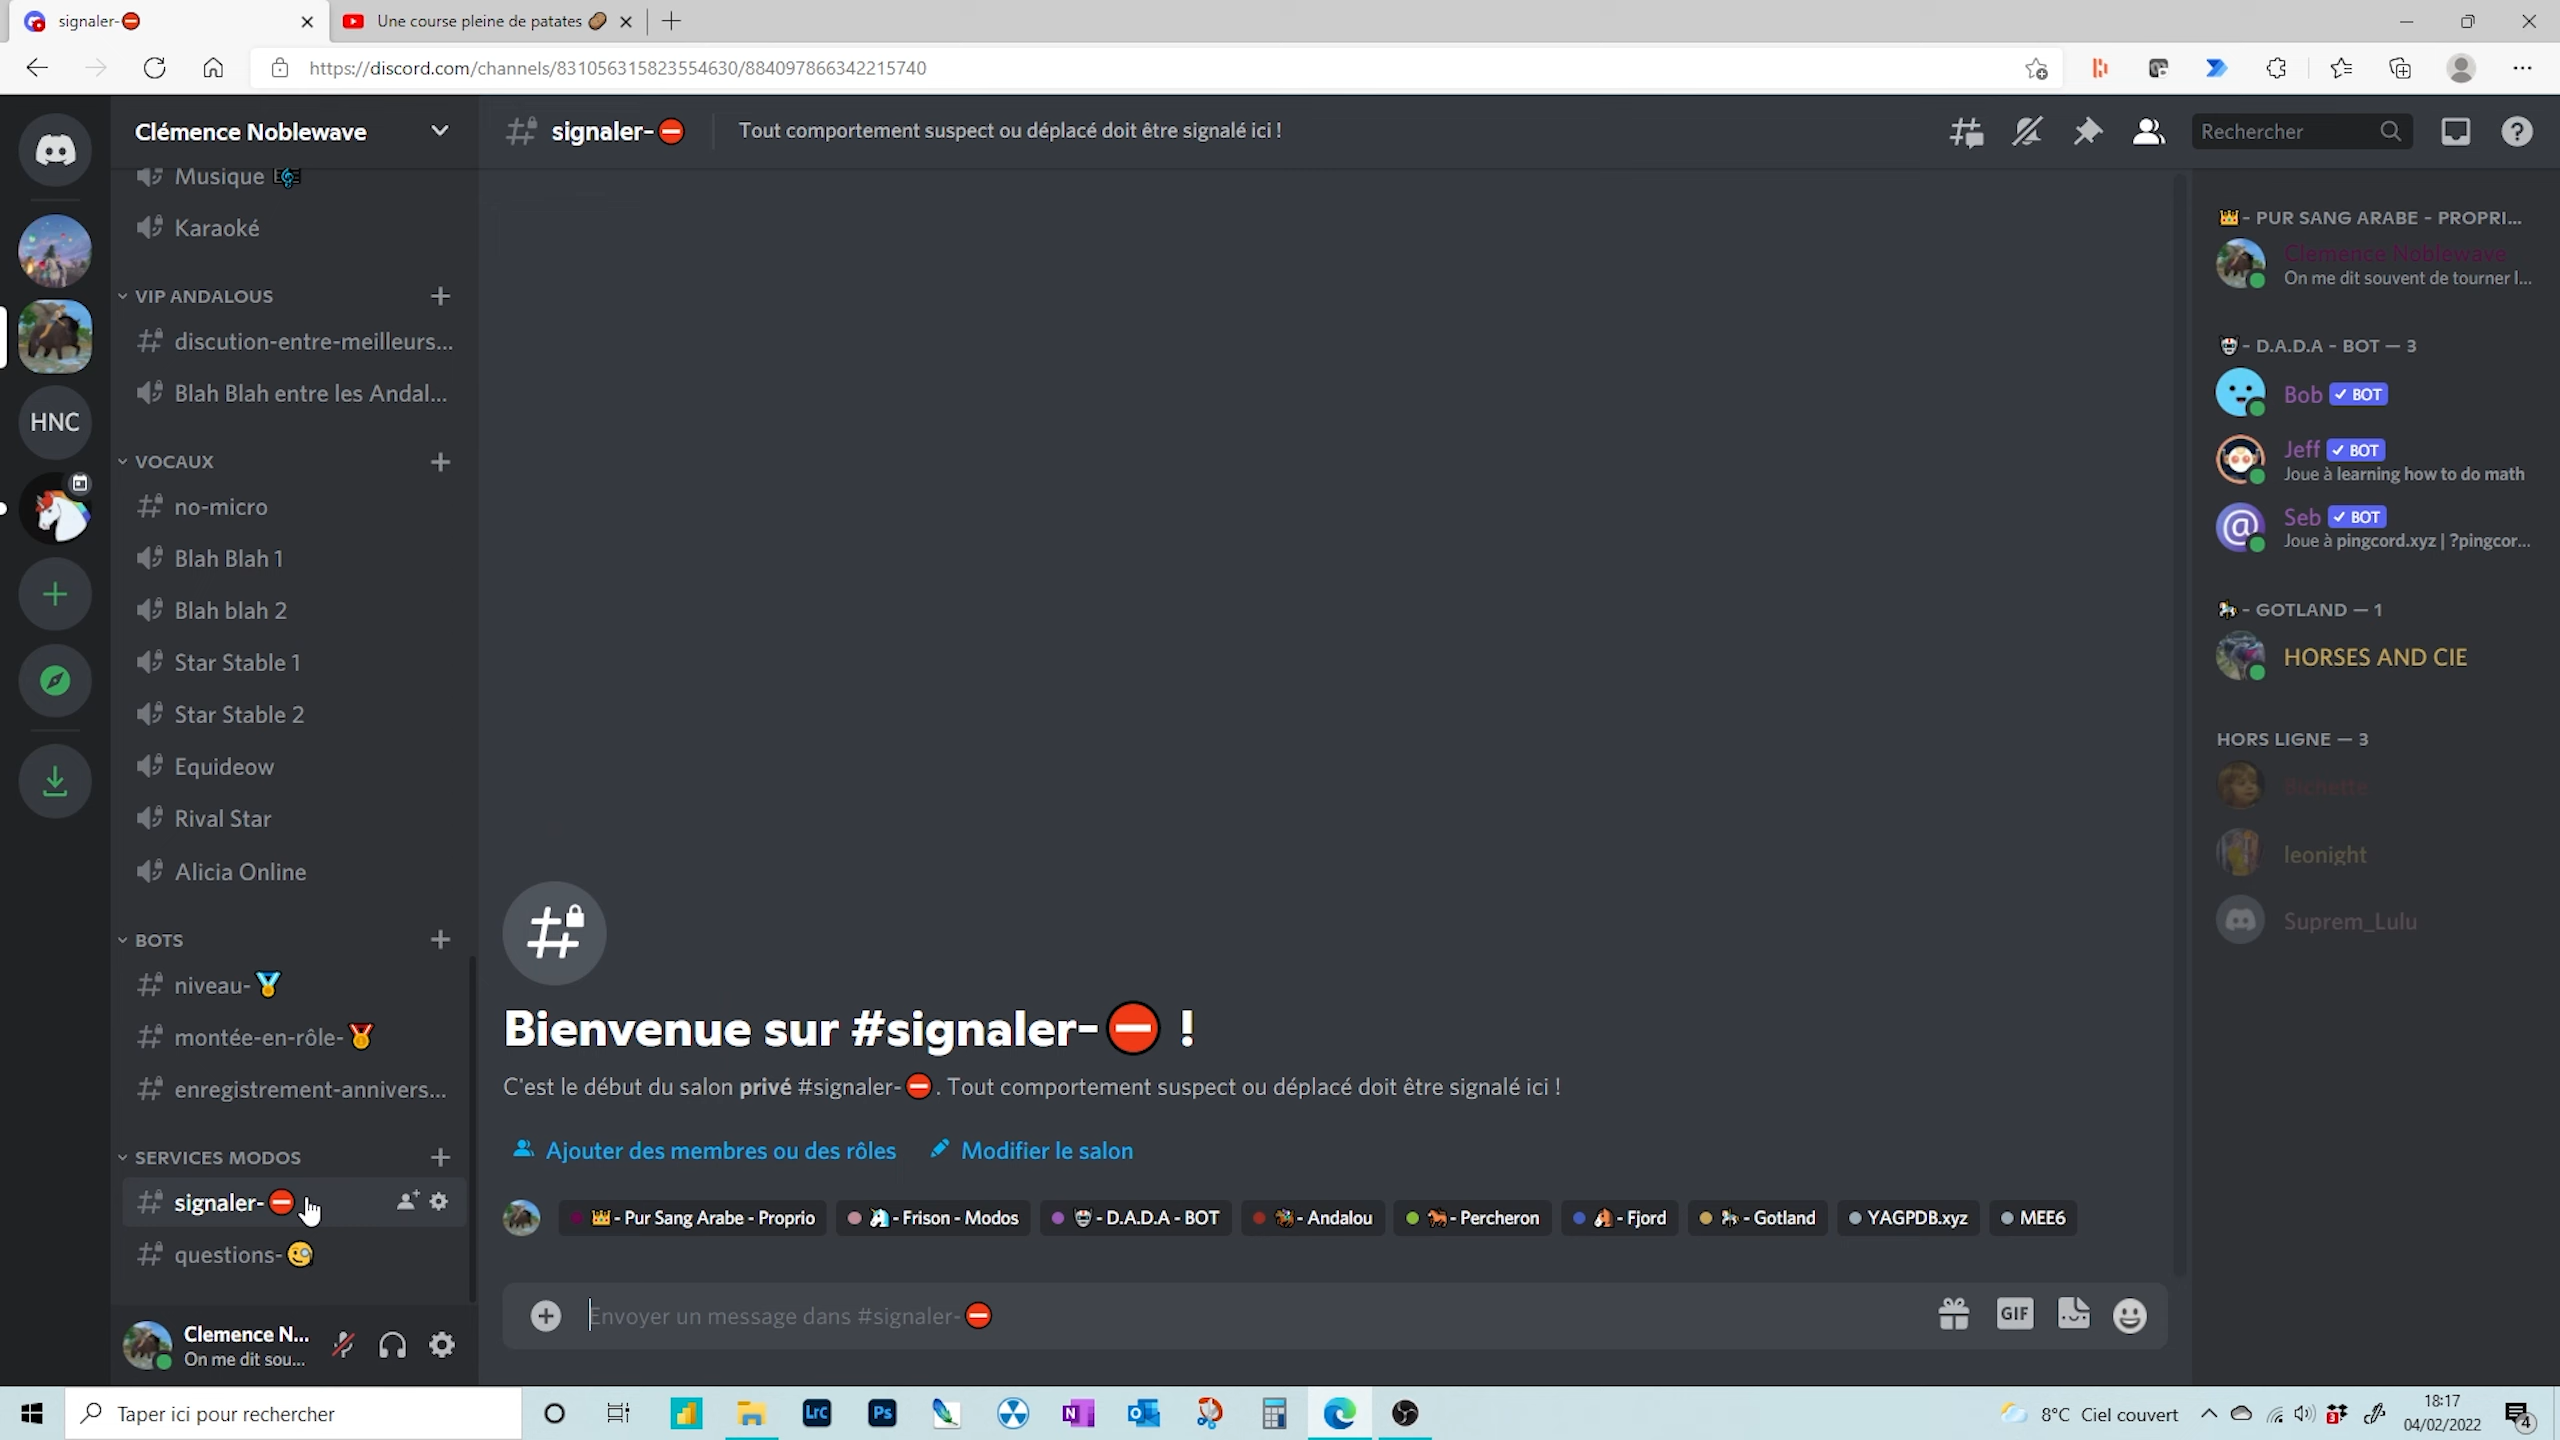 signaler-⛔
Une course pleine de patates 🥔
https://discord.com/channels/831056315823554630/884097866342215740
Clémence Noblewave
Musique 🎼
Karaoké
VIP ANDALOUS
discution-entre-meilleurs...
Blah Blah entre les Andal...
VOCAUX
no-micro
Blah Blah 1
Blah blah 2
Star Stable 1
Star Stable 2
Equideow
Rival Star
Alicia Online
BOTS
niveau-🏅
montée-en-rôle-🏅
enregistrement-annivers...
SERVICES MODOS
signaler-⛔
questions-🧐
Clemence N...
On me dit sou...
HNC
signaler-⛔
Tout comportement suspect ou déplacé doit être signalé ici !
Rechercher
Bienvenue sur #signaler-⛔ !
C'est le début du salon privé #signaler-⛔. Tout comportement suspect ou déplacé doit être signalé ici !
Ajouter des membres ou des rôles
Modifier le salon
👑 - Pur Sang Arabe - Proprio
🦄 - Frison - Modos
🤖 - D.A.D.A - BOT
🏇 - Andalou
🐎 - Percheron
🐴 - Fjord
🎠 - Gotland
YAGPDB.xyz
MEE6
Envoyer un message dans #signaler-⛔
GIF
👑 - PUR SANG ARABE - PROPRI...
Clemence Noblewave
On me dit souvent de tourner l...
🤖 - D.A.D.A - BOT — 3
Bob ✓ BOT
Jeff ✓ BOT
Joue à learning how to do math
Seb ✓ BOT
Joue à pingcord.xyz | ?pingcor...
🎠 - GOTLAND — 1
HORSES AND CIE
HORS LIGNE — 3
Bichette
leonight
Suprem_Lulu
Taper ici pour rechercher
LrC
Ps
N
8°C Ciel couvert
3
18:17
04/02/2022
4